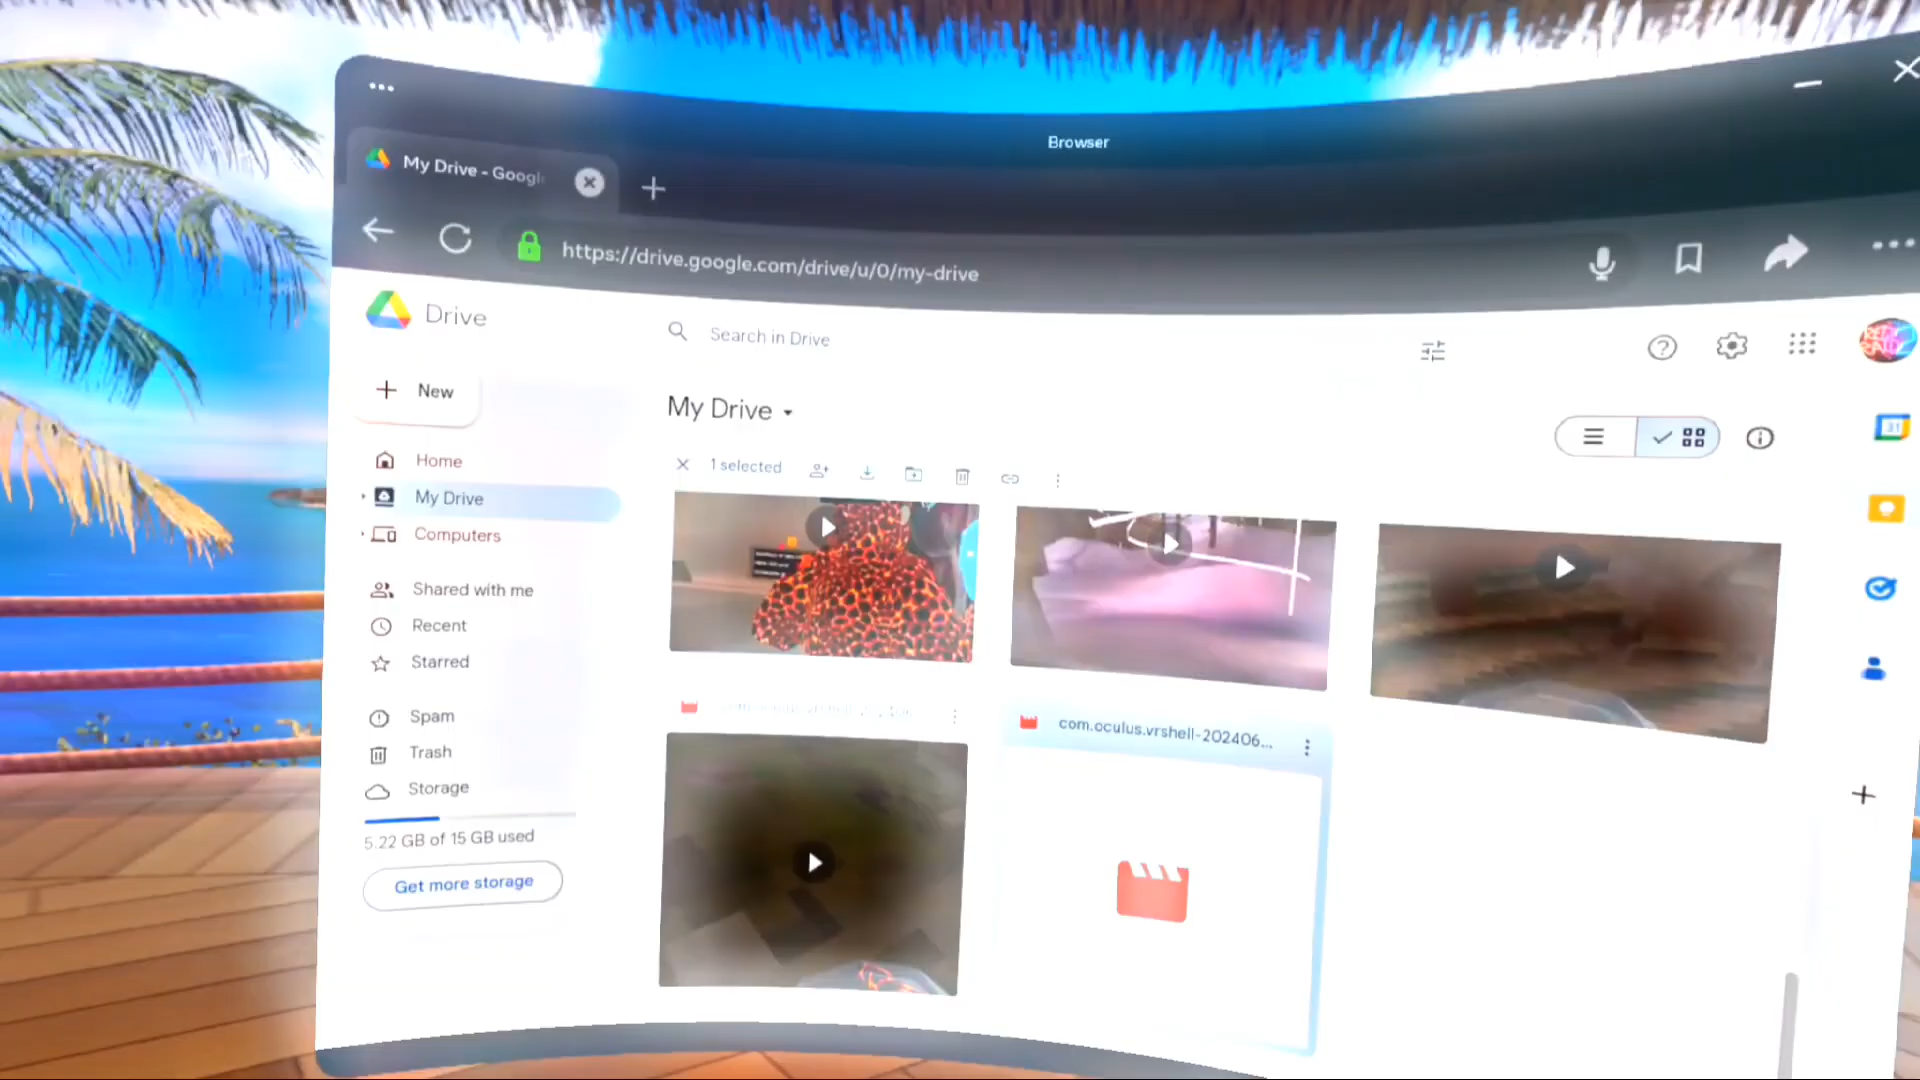 Browser
My Drive - Googl
https://drive.google.com/drive/u/0/my-drive
Drive
Search in Drive
New
My Drive
Home
1 selected
My Drive
Computers
Shared with me
Recent
Starred
Spam
com.oculus.vrshell-202406...
Trash
Storage
5.22 GB of 15 GB used
Get more storage
31